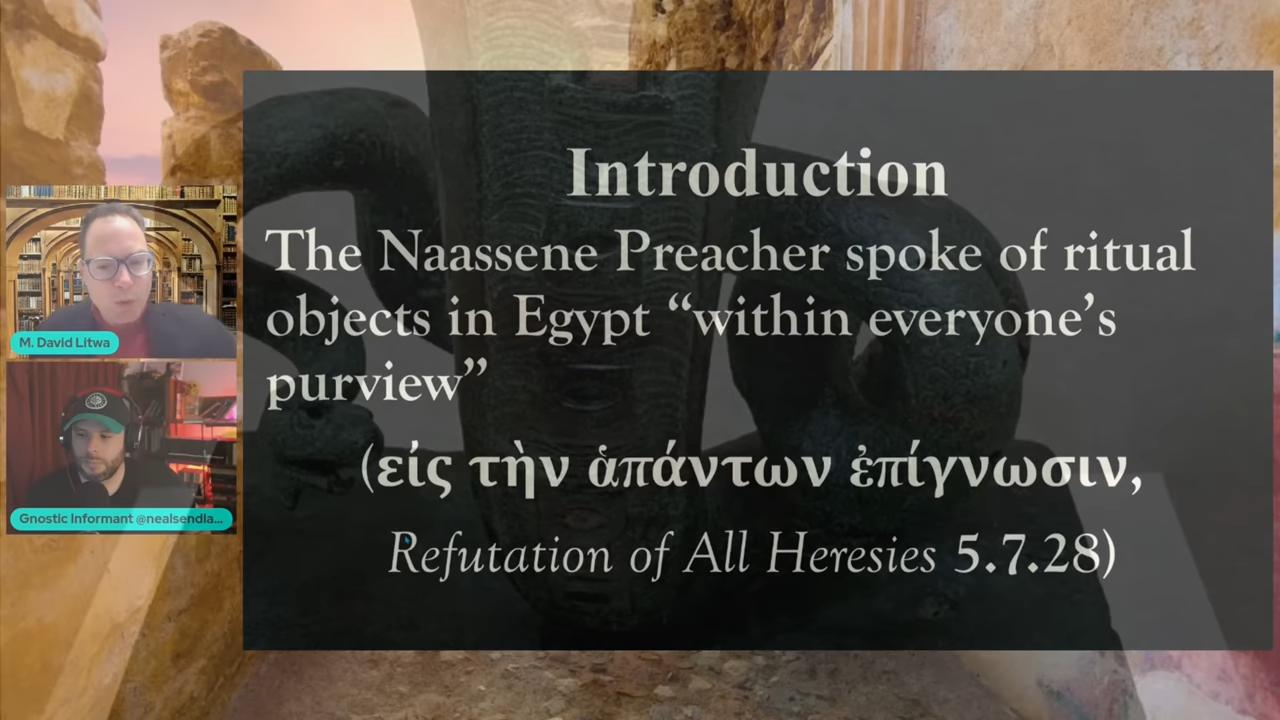 Introduction
The Naassene Preacher spoke of ritual
objects in Egypt “within everyone’s
purview”
(εἰς τὴν ἁπάντων ἐπίγνωσιν,
Refutation of All Heresies 5.7.28)
M. David Litwa
Gnostic Informant @nealsendla...